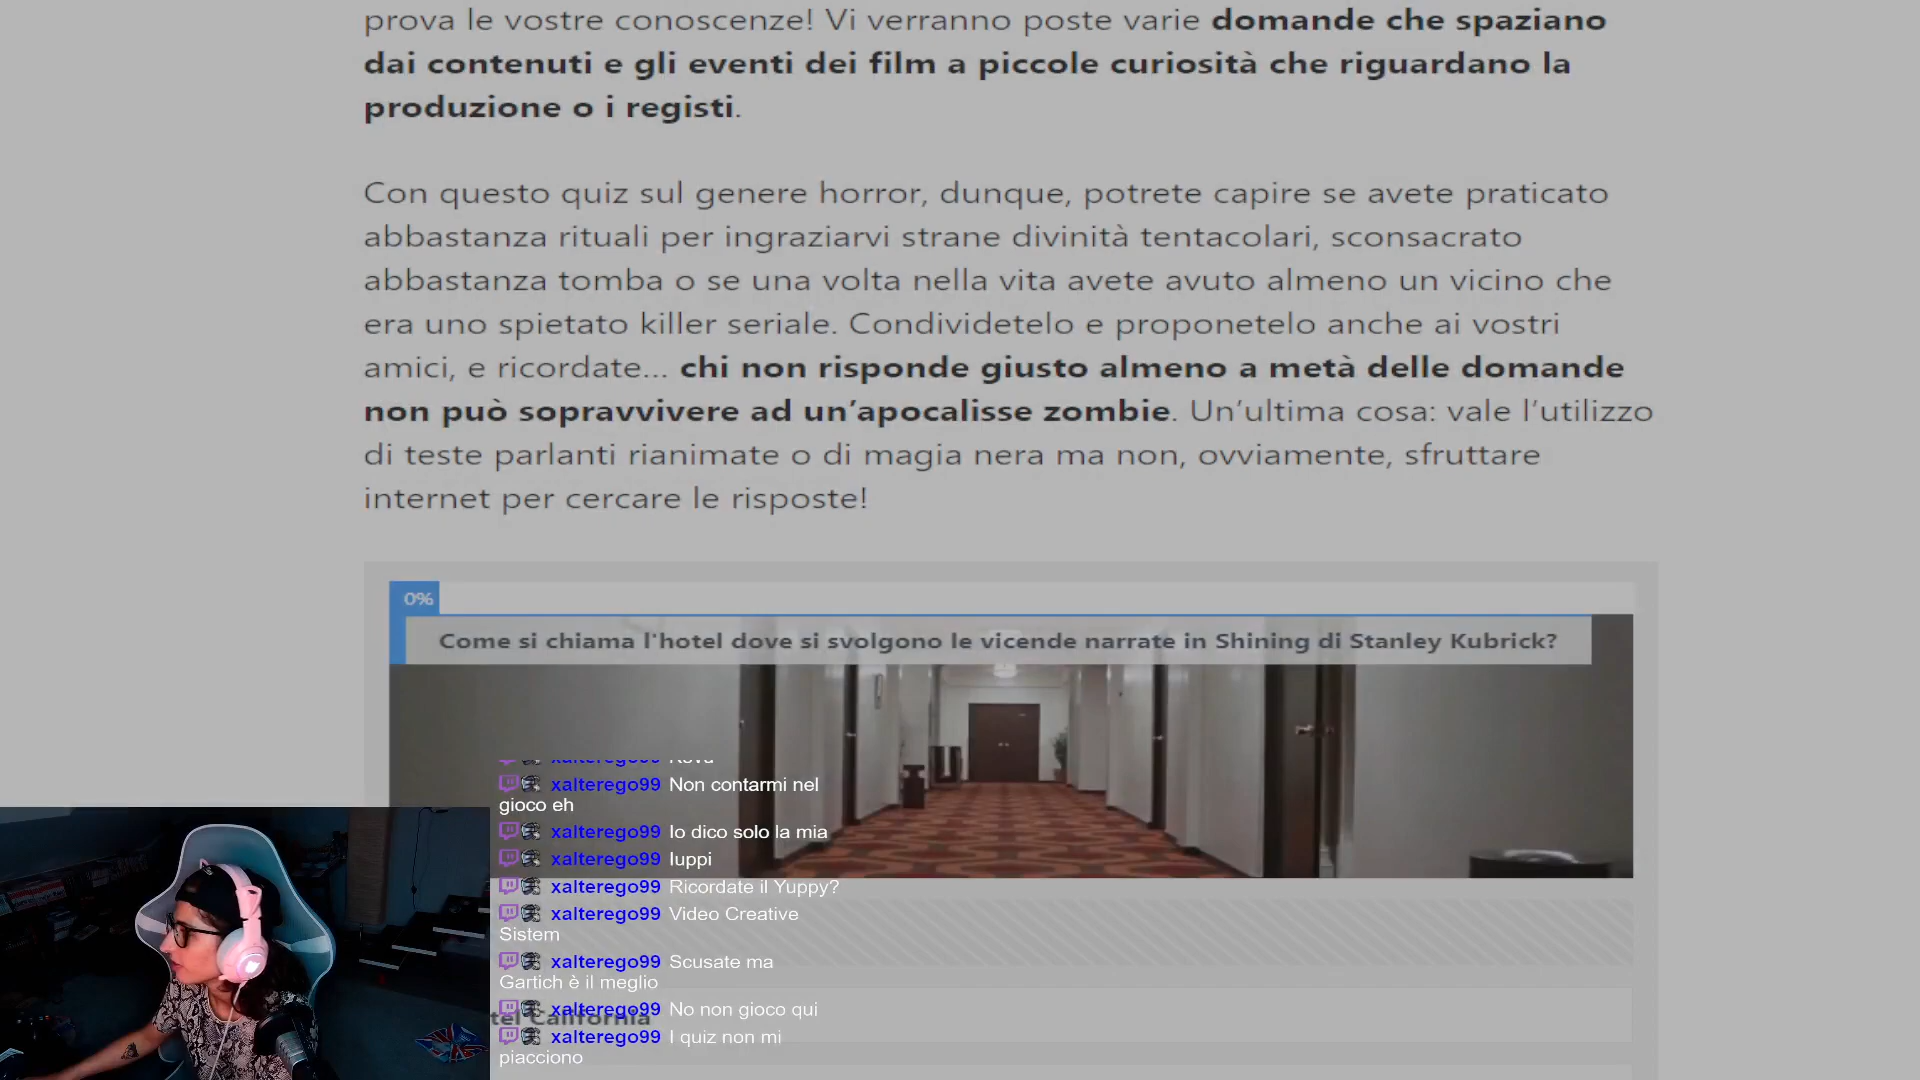 prova le vostre conoscenze! Vi verranno poste varie domande che spaziano
dai contenuti e gli eventi dei film a piccole curiosità che riguardano la
produzione o i registi.
Con questo quiz sul genere horror, dunque, potrete capire se avete praticato
abbastanza rituali per ingraziarvi strane divinità tentacolari, sconsacrato
abbastanza tomba o se una volta nella vita avete avuto almeno un vicino che
era uno spietato killer seriale. Condividetelo e proponetelo anche ai vostri
amici, e ricordate... chi non risponde giusto almeno a metà delle domande
non può sopravvivere ad un'apocalisse zombie. Un'ultima cosa: vale l'utilizzo
di teste parlanti rianimate o di magia nera ma non, ovviamente, sfruttare
internet per cercare le risposte!
0%
Come si chiama l'hotel dove si svolgono le vicende narrate in Shining di Stanley Kubrick?
xalterego99 Non contarmi nel
gioco eh
xalterego99 Io dico solo la mia
xalterego99 Iuppi
xalterego99 Ricordate il Yuppy?
xalterego99 Video Creative
Sistem
xalterego99 Scusate ma
Gartich è il meglio
xalterego99 No non gioco qui
California
xalterego99 I quiz non mi
piacciono